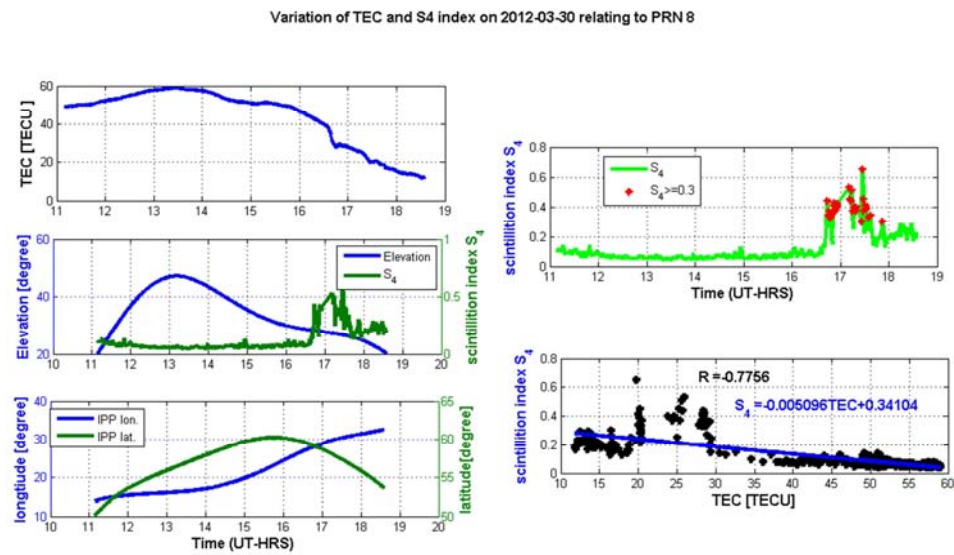 Variation of TEC and S4 index on 2012-03-30 relating to PRN 8
TEC [TECU]
60
40
20
0
11 12 13 14 15 16 17 18 19
Elevation [degree]
60
40
20
Elevation
S4
1
0.5
0
scintillition index S4
10 11 12 13 14 15 16 17 18 19 20
longtiude [degree]
40
30
20
10
IPP lon.
IPP lat.
65
60
55
50
latitude[degree]
10 11 12 13 14 15 16 17 18 19 20
Time (UT-HRS)
scintillition index S4
0.8
0.6
0.4
0.2
0
S4
S4>=0.3
11 12 13 14 15 16 17 18 19
Time (UT-HRS)
scintillition index S4
0.8
0.6
0.4
0.2
0
R =-0.7756
S4=-0.005096TEC+0.34104
10 15 20 25 30 35 40 45 50 55 60
TEC [TECU]